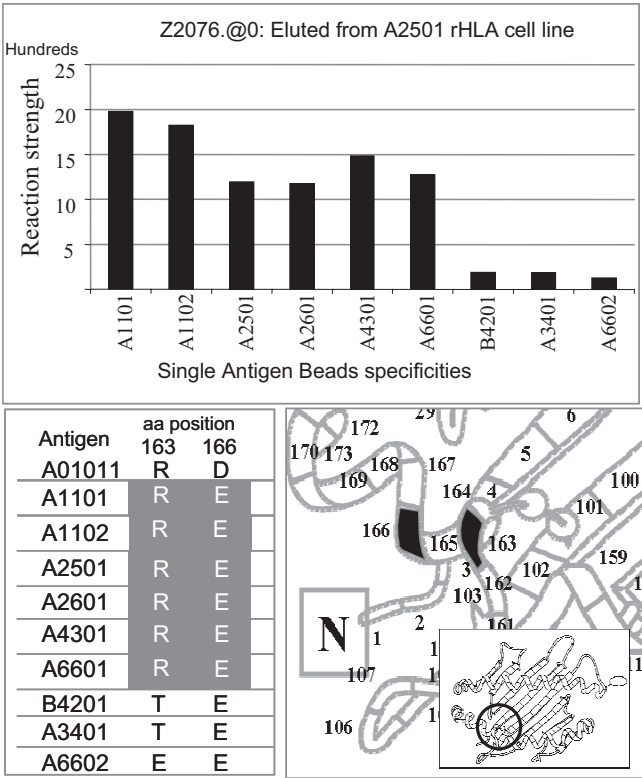 Z2076.@0: Eluted from A2501 rHLA cell line
Hundreds
25
20
15
10
5
Reaction strength
A1101 A1102 A2501 A2601 A4301 A6601 B4201 A3401 A6602
Single Antigen Beads specificities
aa position
Antigen 163 166
A01011 R D
A1101 R E
A1102 R E
A2501 R E
A2601 R E
A4301 R E
A6601 R E
B4201 T E
A3401 T E
A6602 E E
172 29 6
170 173 168 167 5
169 164 4 100
101
166 165 163
3 102 159
162
103
2 161
N 1
107
106